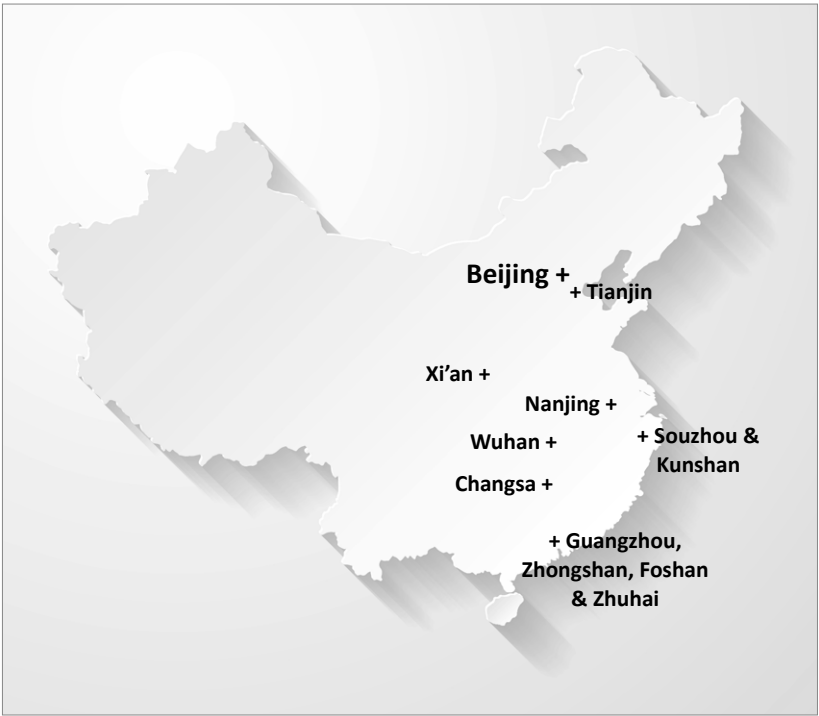 Beijing +
+ Tianjin
Xi’an +
Nanjing +
Wuhan +
+ Souzhou &
Kunshan
Changsa +
+ Guangzhou,
Zhongshan, Foshan
& Zhuhai